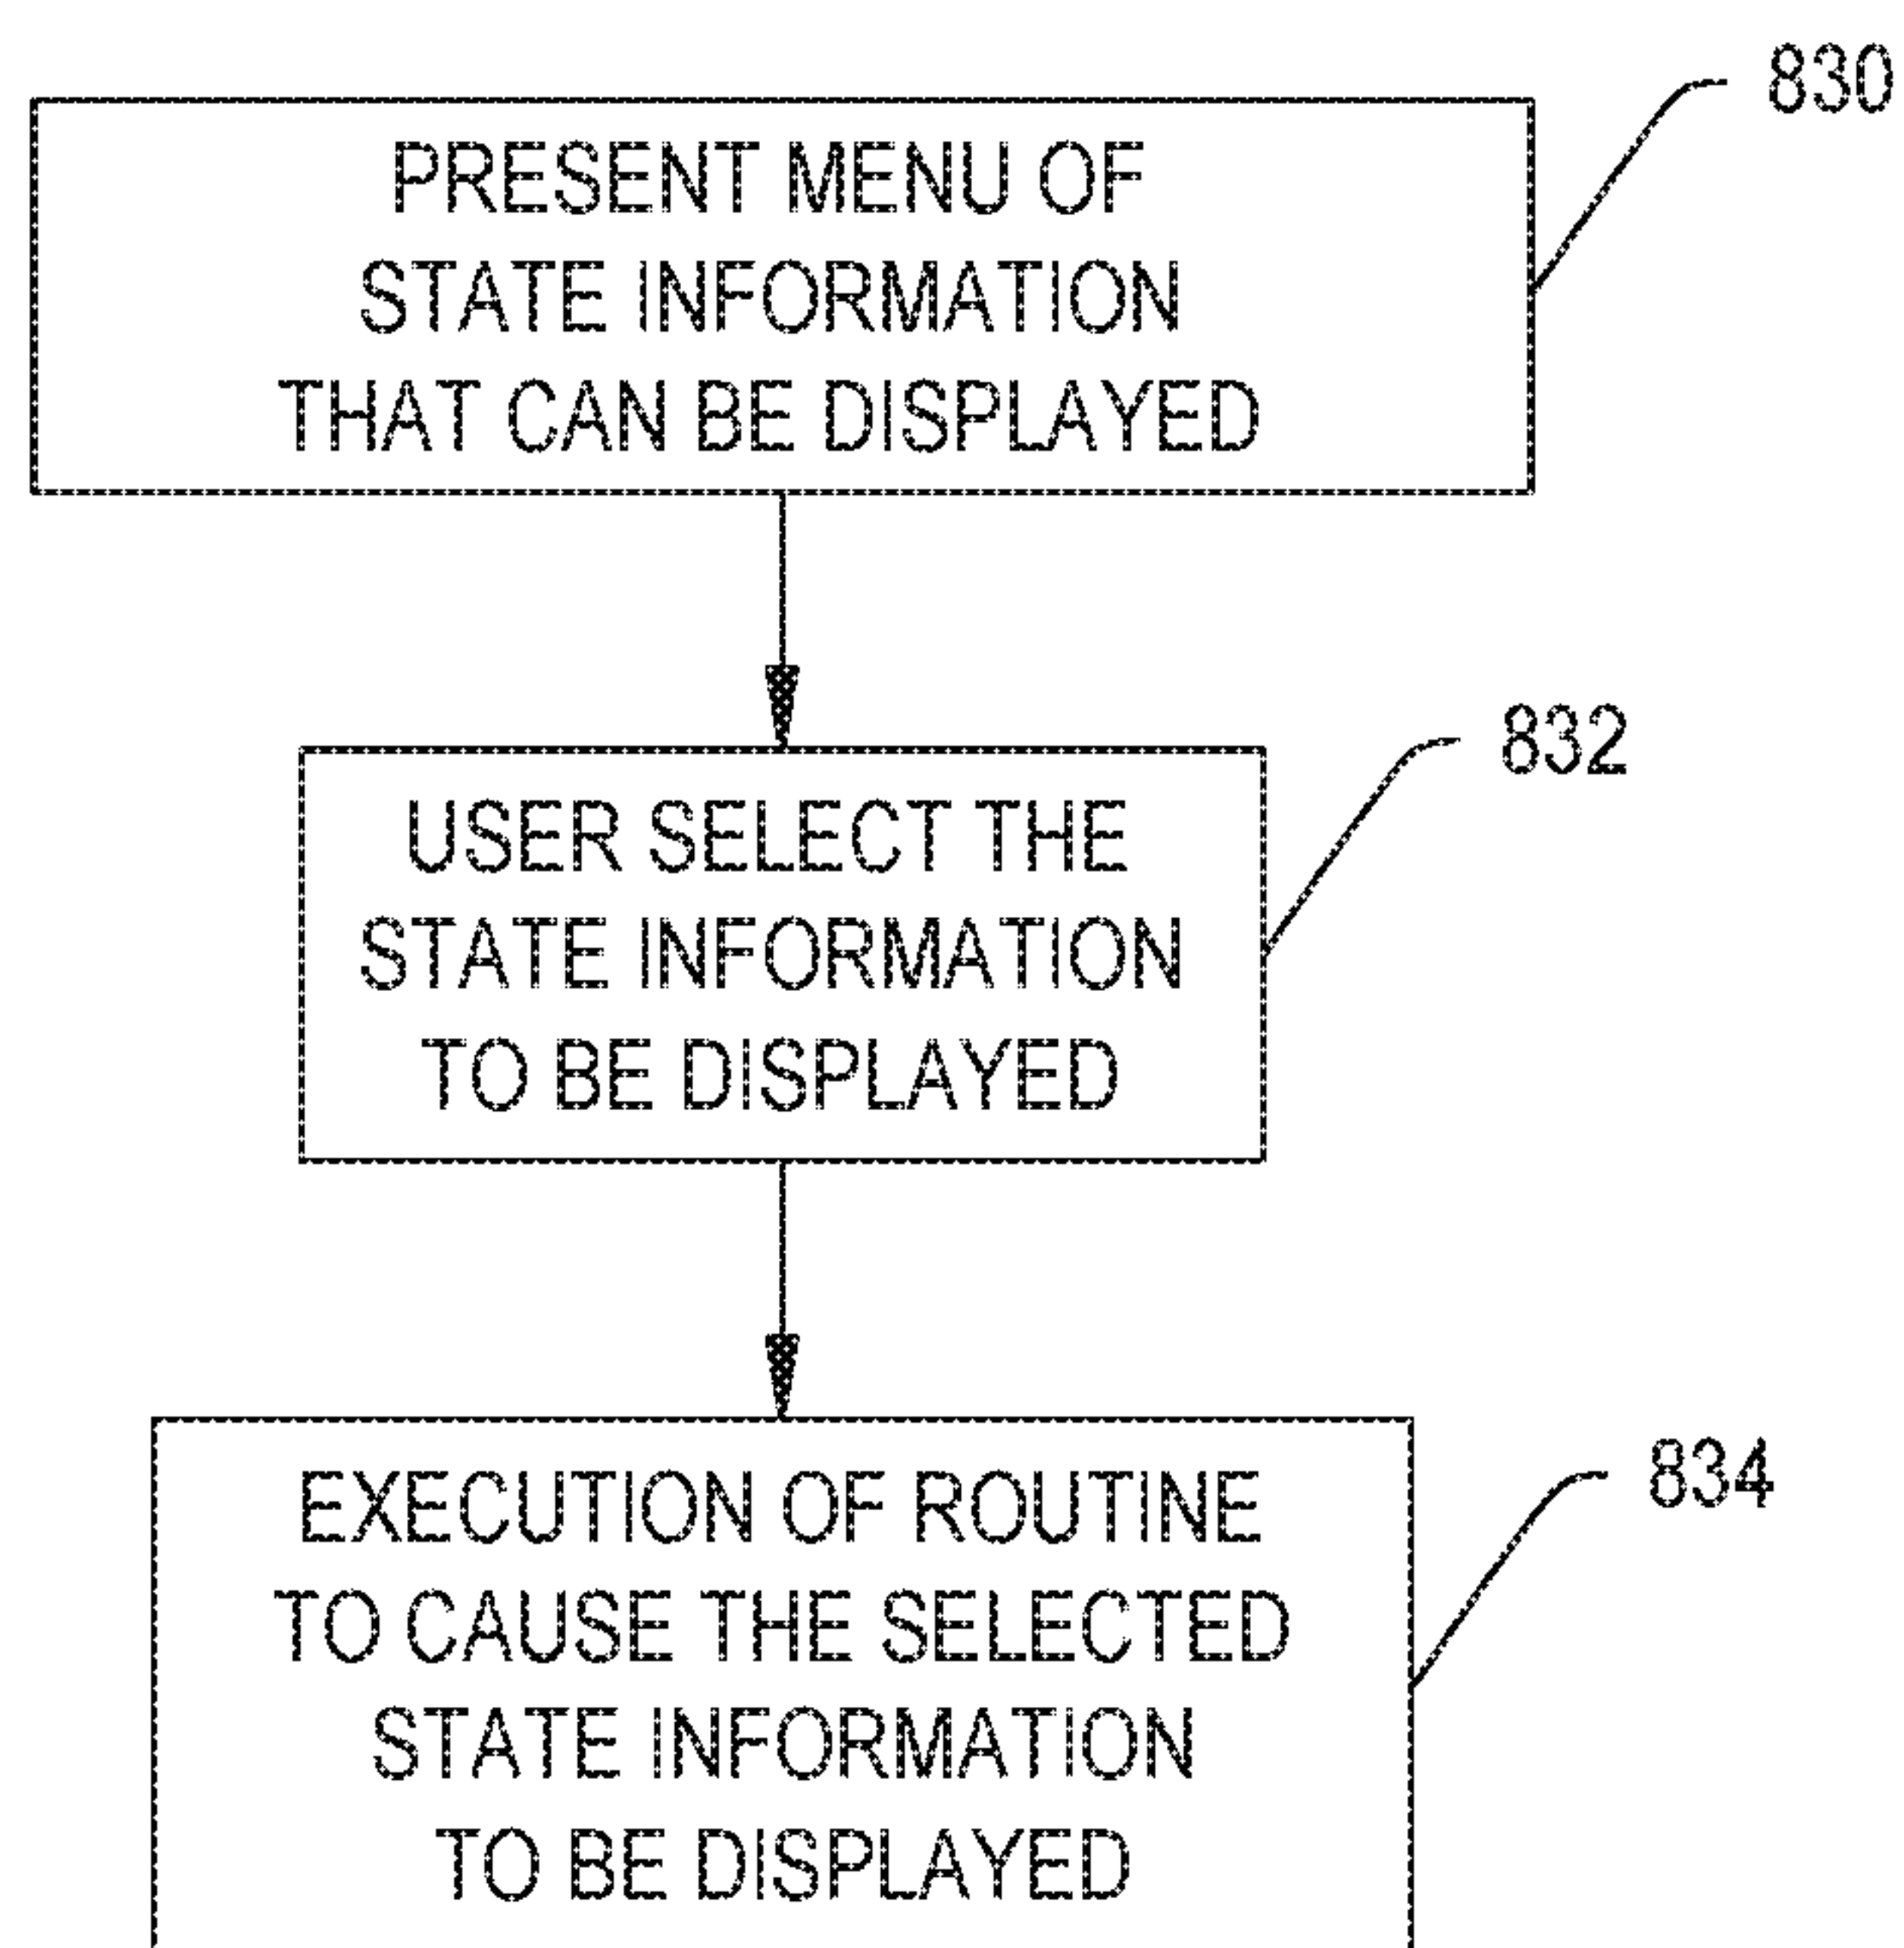 830
PRESENT MENU OF
STATE INFORMATION
THAT CAN BE DISPLAYED
832
USER SELECT THE
STATE INFORMATION
TO BE DISPLAYED
834
EXECUTION OF ROUTINE
TO CAUSE THE SELECTED
STATE INFORMATION
TO BE DISPLAYED